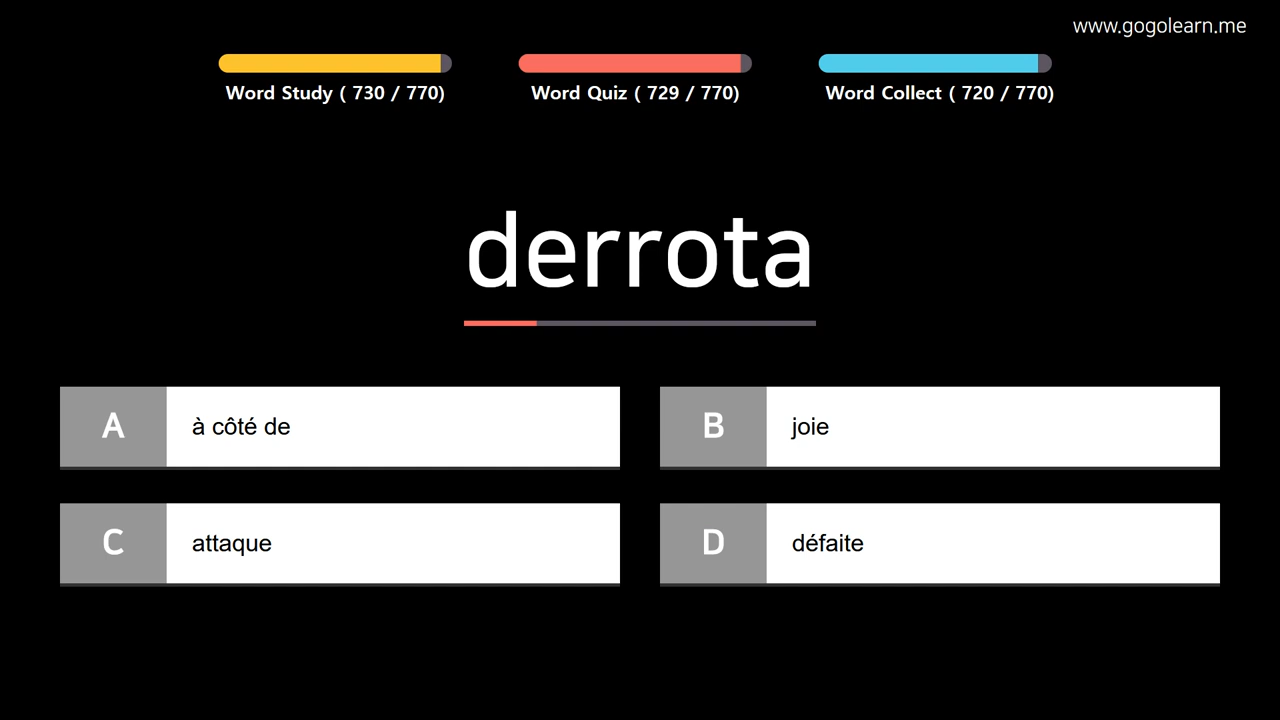 www.gogolearn.me
Word Study ( 730 / 770)
Word Quiz ( 729 / 770)
Word Collect ( 720 / 770)
derrota
A
à côté de
B
joie
C
attaque
D
défaite